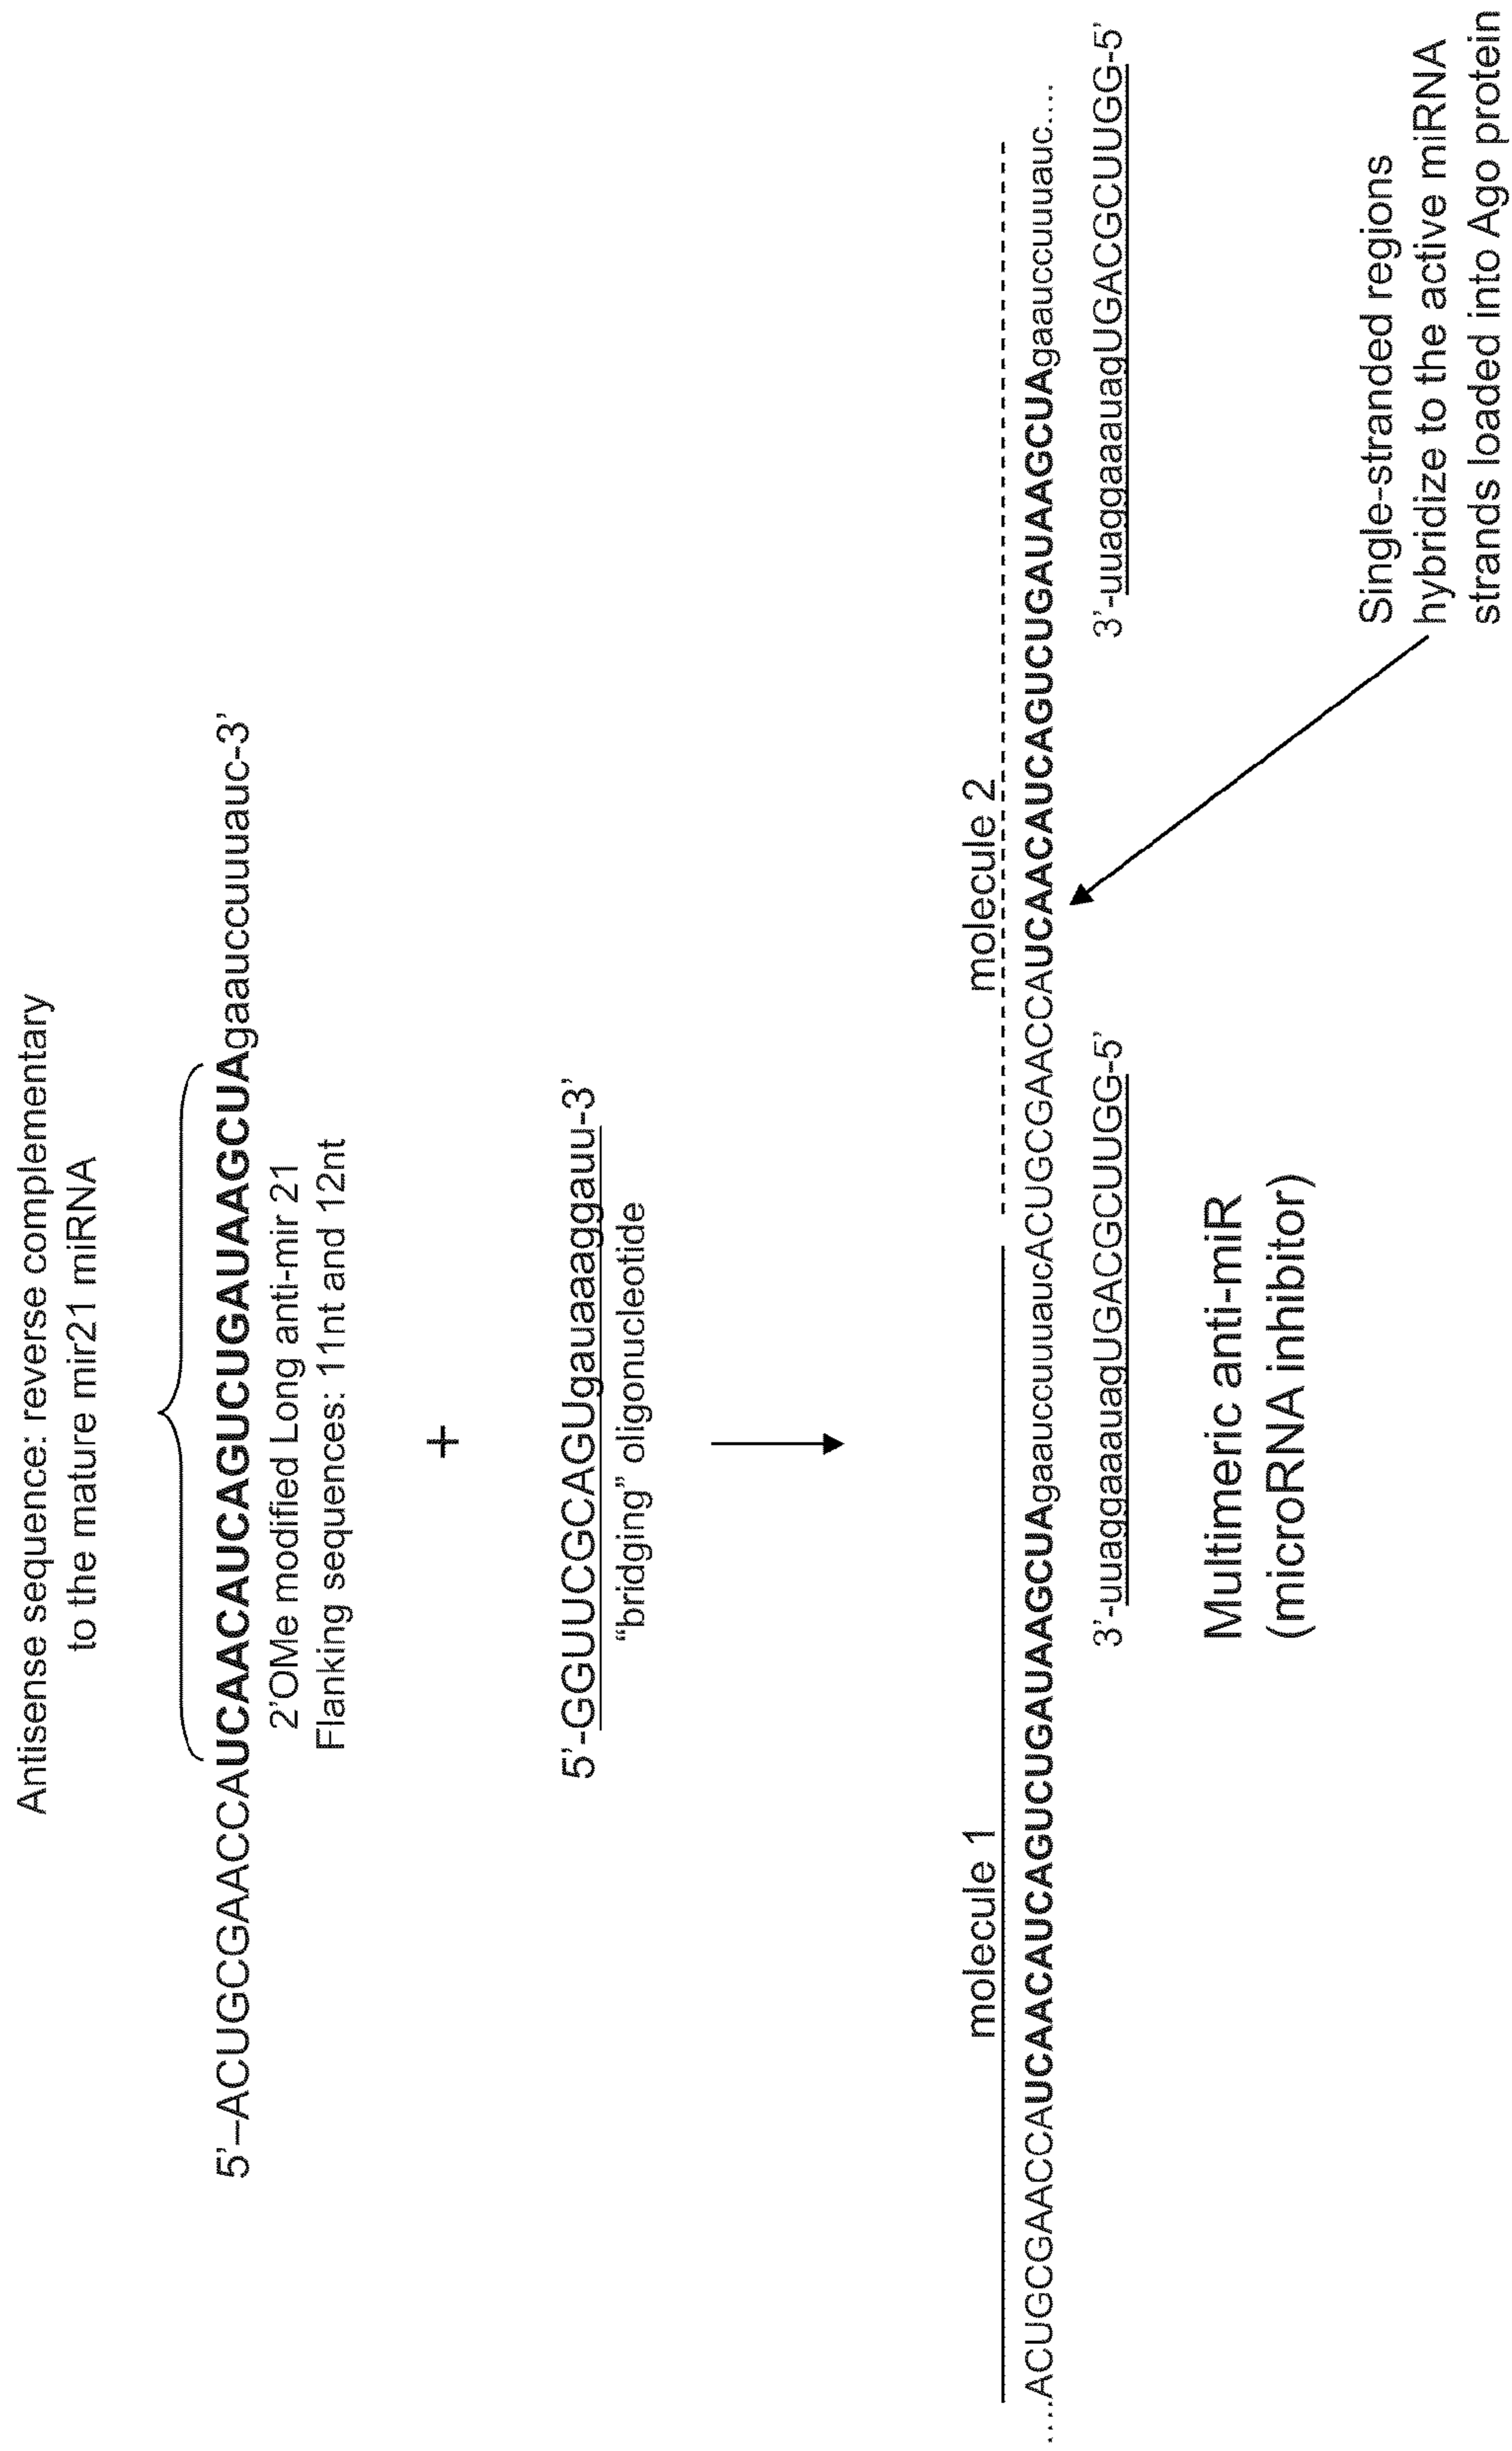 Antisense sequence: reverse complementary
to the mature mir21 miRNA
5’–ACUGCGAACCAUCAACAUCAGUCUGAUAAGCUAgaauccuuuauc-3’
2’OMe modified Long anti-mir 21
Flanking sequences: 11nt and 12nt
+
5’-GGUUCGCAGUgauaaaggauu-3’
“bridging” oligonucleotide
molecule 1
molecule 2
....ACUGCGAACCAUCAACAUCAGUCUGAUAAGCUAgaauccuuuaucACUGCGAACCAUCAACAUCAGUCUGAUAAGCUAgaauccuuuauc....
3’-uuaggaaauagUGACGCUUGG-5’
3’-uuaggaaauagUGACGCUUGG-5’
Multimeric anti-miR
(microRNA inhibitor)
Single-stranded regions
hybridize to the active miRNA
strands loaded into Ago protein